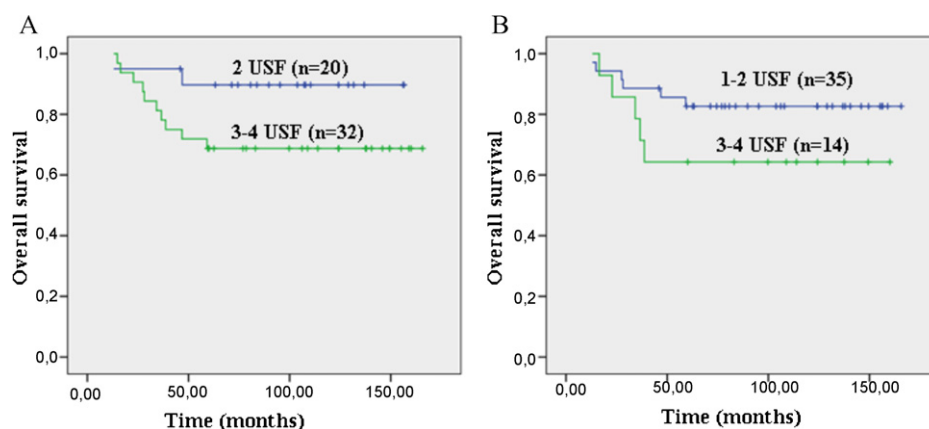 A
1,0
0,8
0,6
0,4
0,2
0,0
Overall survival
2 USF (n=20)
3-4 USF (n=32)
0,00
50,00
100,00
150,00
Time (months)
B
1,0
0,8
0,6
0,4
0,2
0,0
Overall survival
1-2 USF (n=35)
3-4 USF (n=14)
0,00
50,00
100,00
150,00
Time (months)